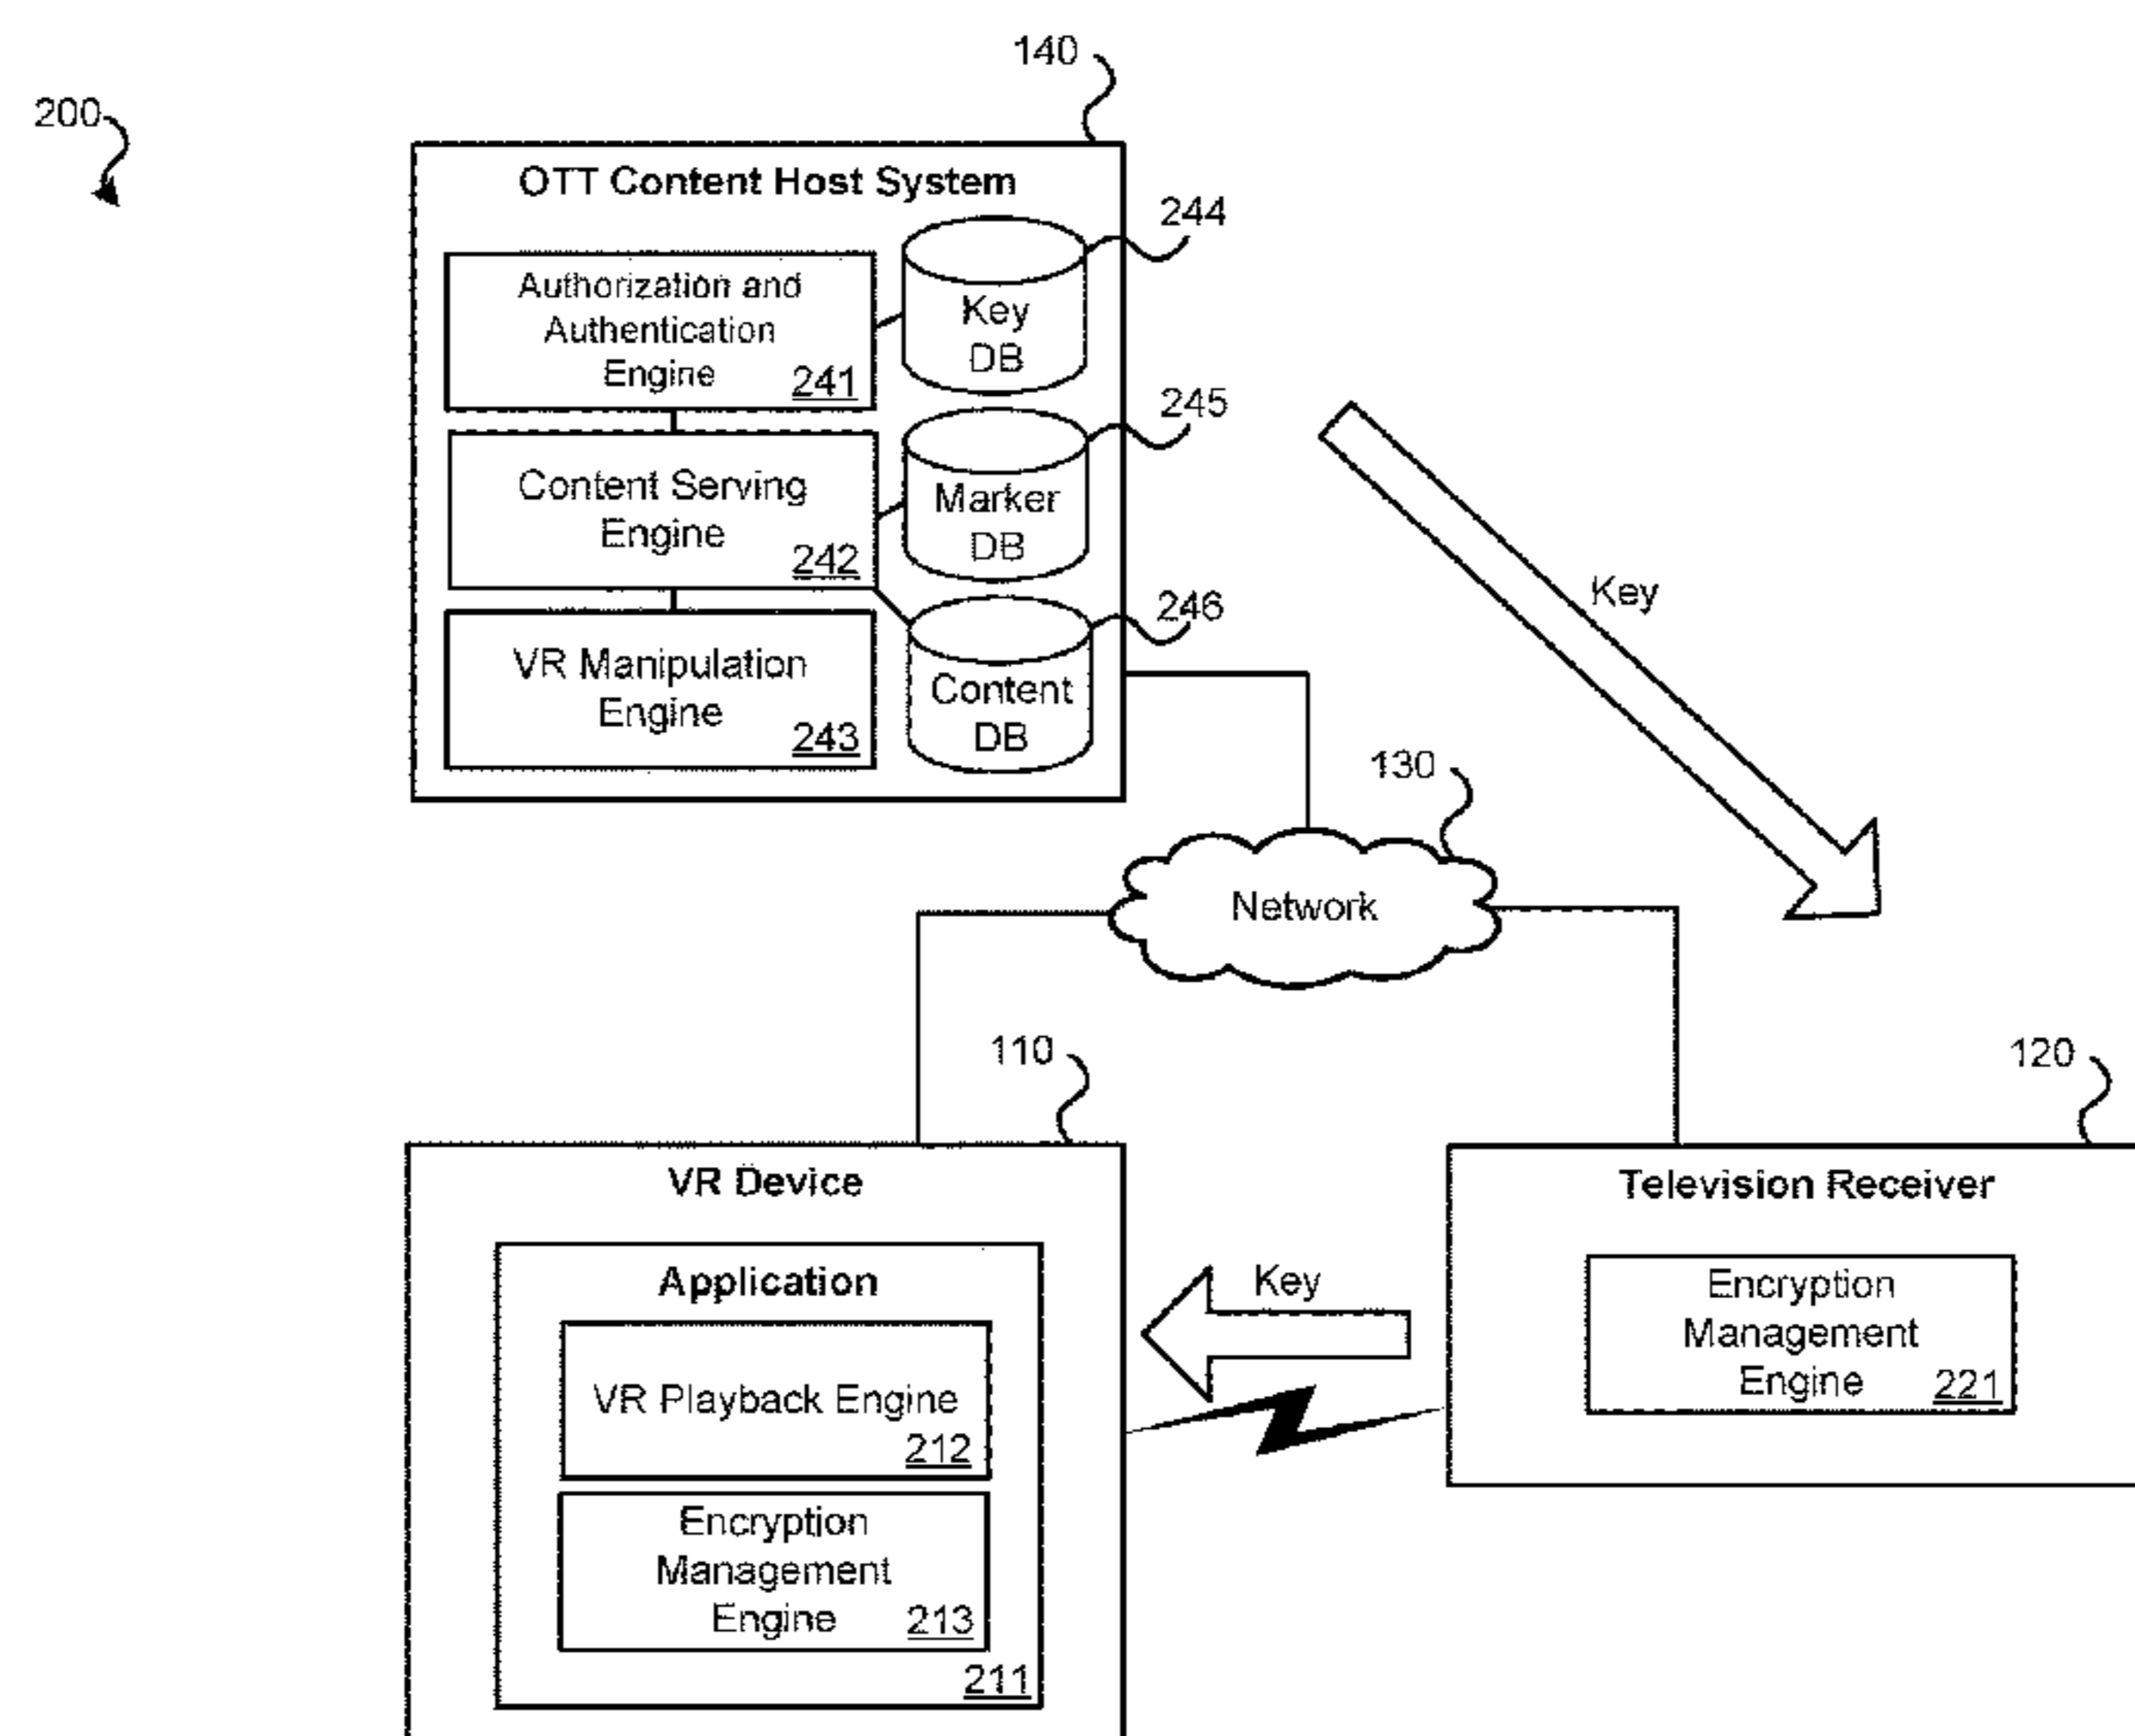 140
200
OTT Content Host System
244
Authorization and
Authentication
Engine 241
Key
DB
245
Content Serving
Engine 242
Marker
DB
Key
246
VR Manipulation
Engine 243
Content
DB
130
Network
110
120
VR Device
Television Receiver
Application
Key
Encryption
Management
Engine 221
VR Playback Engine
212
Encryption
Management
Engine 213
211